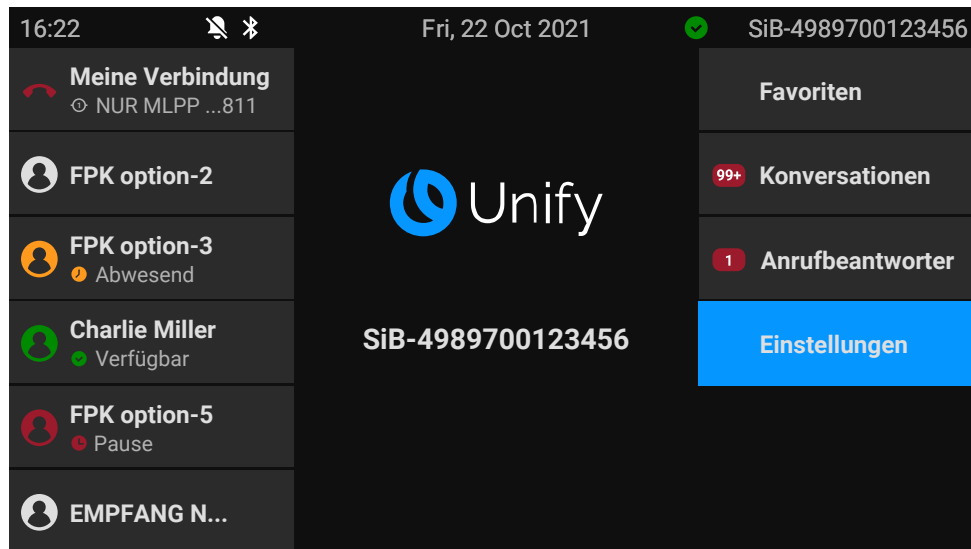 16:22
Fri, 22 Oct 2021
SiB-4989700123456
Meine Verbindung
NUR MLPP ...811
FPK option-2
FPK option-3
Abwesend
Charlie Miller
Verfügbar
FPK option-5
Pause
EMPFANG N...
Unify
SiB-4989700123456
Favoriten
99+ Konversationen
1 Anrufbeantworter
Einstellungen